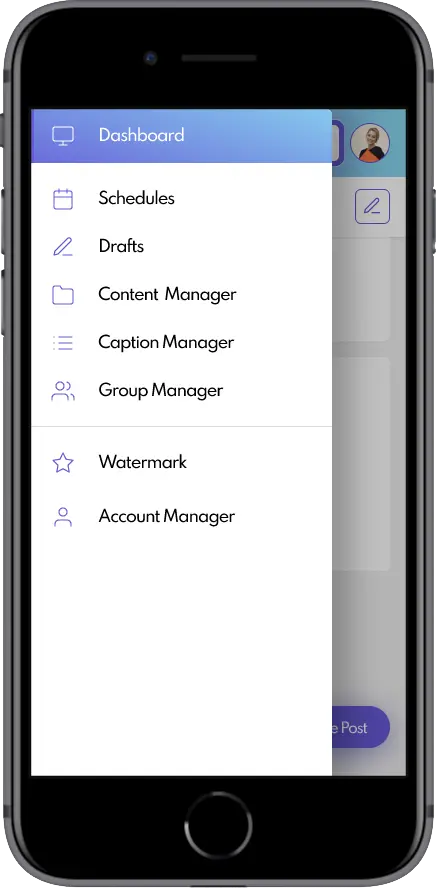 Dashboard
Schedules
Drafts
Content Manager
Caption Manager
Group Manager
Watermark
Account Manager
Post